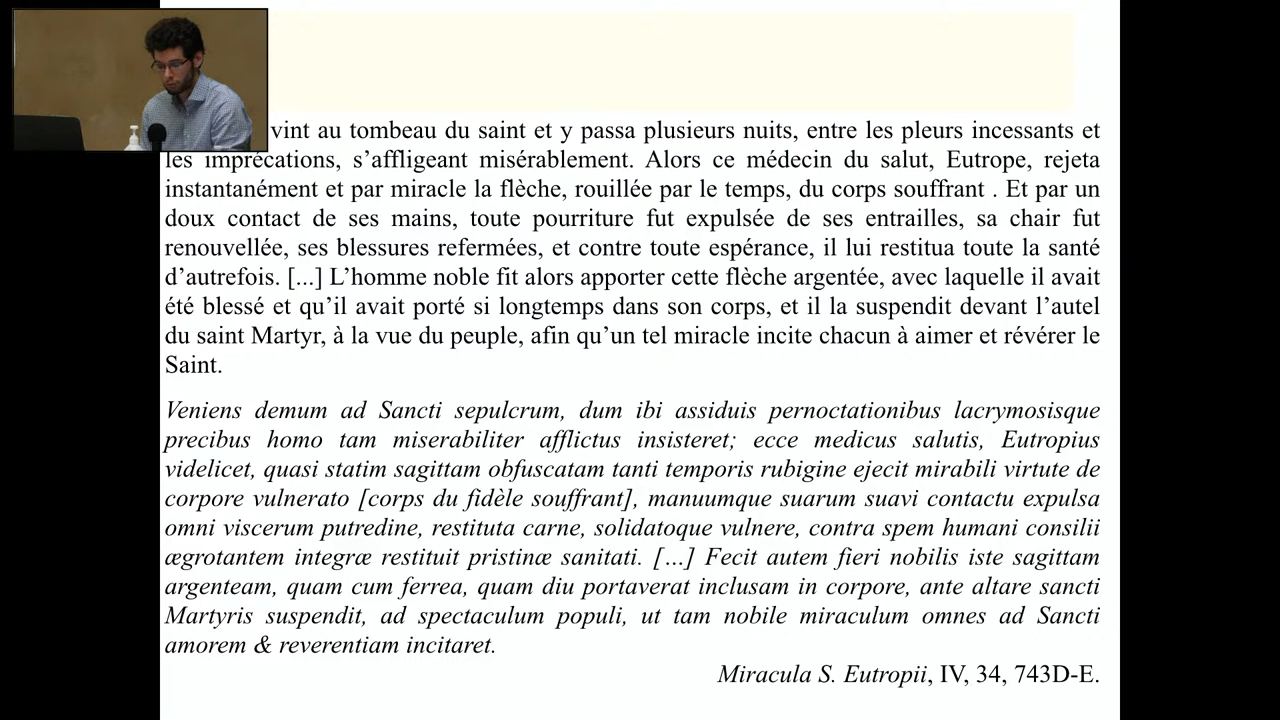 vint au tombeau du saint et y passa plusieurs nuits, entre les pleurs incessants et
les imprécations, s’affligeant misérablement. Alors ce médecin du salut, Eutrope, rejeta
instantanément et par miracle la flèche, rouillée par le temps, du corps souffrant . Et par un
doux contact de ses mains, toute pourriture fut expulsée de ses entrailles, sa chair fut
renouvellée, ses blessures refermées, et contre toute espérance, il lui restitua toute la santé
d’autrefois. [...] L’homme noble fit alors apporter cette flèche argentée, avec laquelle il avait
été blessé et qu’il avait porté si longtemps dans son corps, et il la suspendit devant l’autel
du saint Martyr, à la vue du peuple, afin qu’un tel miracle incite chacun à aimer et révérer le
Saint.
Veniens demum ad Sancti sepulcrum, dum ibi assiduis pernoctationibus lacrymosisque
precibus homo tam miserabiliter afflictus insisteret; ecce medicus salutis, Eutropius
videlicet, quasi statim sagittam obfuscatam tanti temporis rubigine ejecit mirabili virtute de
corpore vulnerato [corps du fidèle souffrant], manuumque suarum suavi contactu expulsa
omni viscerum putredine, restituta carne, solidatoque vulnere, contra spem humani consilii
ægrotantem integræ restituit pristinæ sanitati. […] Fecit autem fieri nobilis iste sagittam
argenteam, quam cum ferrea, quam diu portaverat inclusam in corpore, ante altare sancti
Martyris suspendit, ad spectaculum populi, ut tam nobile miraculum omnes ad Sancti
amorem & reverentiam incitaret.
Miracula S. Eutropii, IV, 34, 743D-E.